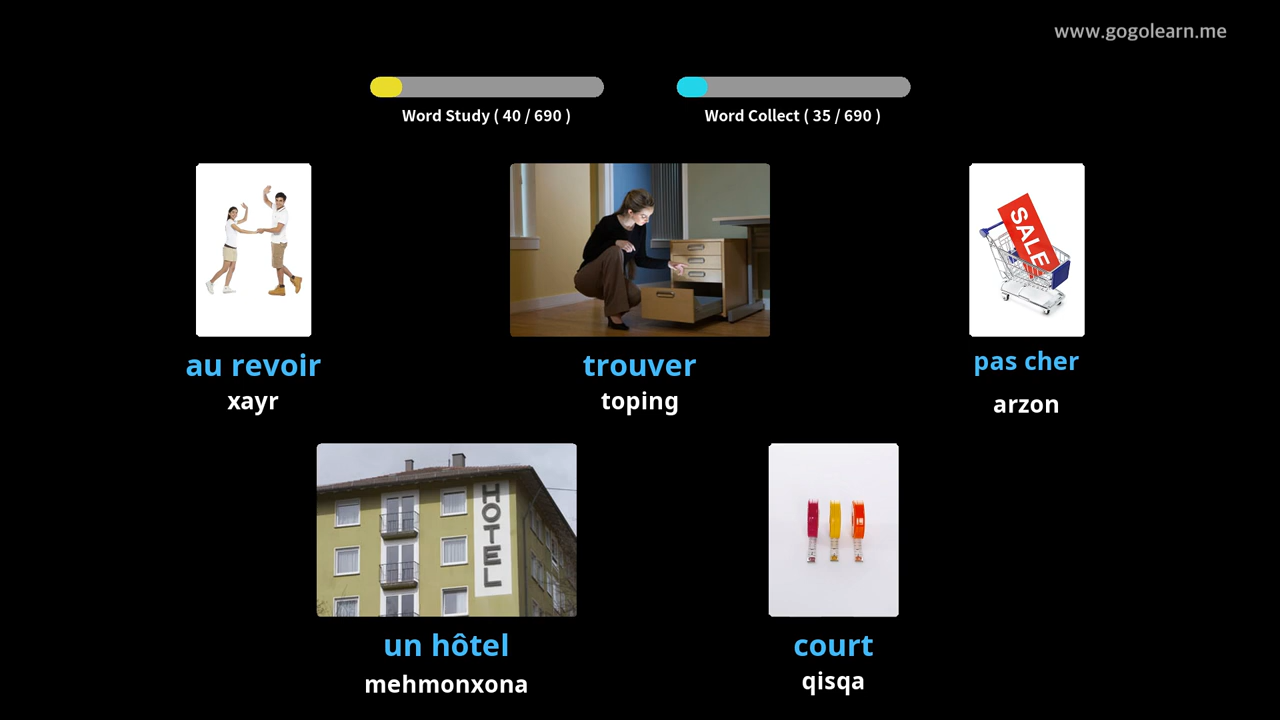 www.gogolearn.me
Word Study ( 40 / 690 )
Word Collect ( 35 / 690 )
au revoir
xayr
trouver
toping
SALE
pas cher
arzon
HOTEL
un hôtel
mehmonxona
court
qisqa